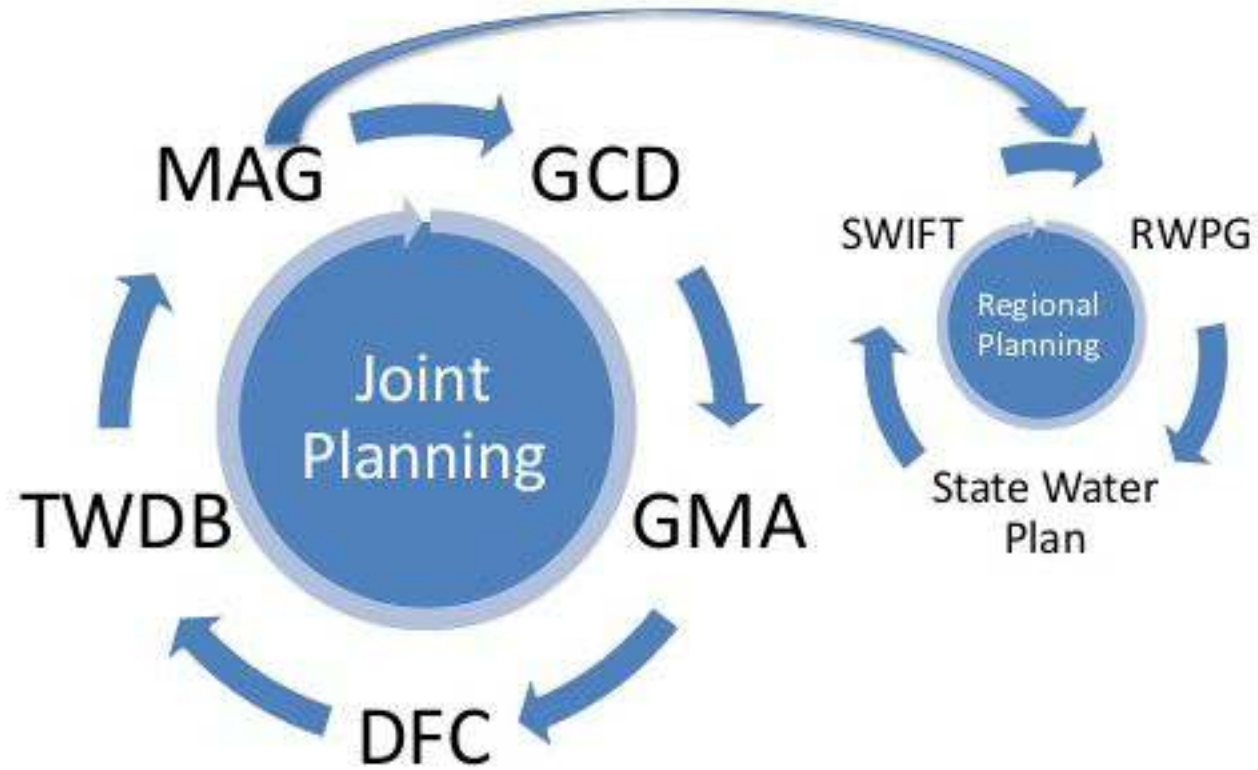 MAG
GCD
GMA
DFC
TWDB
Joint
Planning
SWIFT
RWPG
State Water
Plan
Regional
Planning